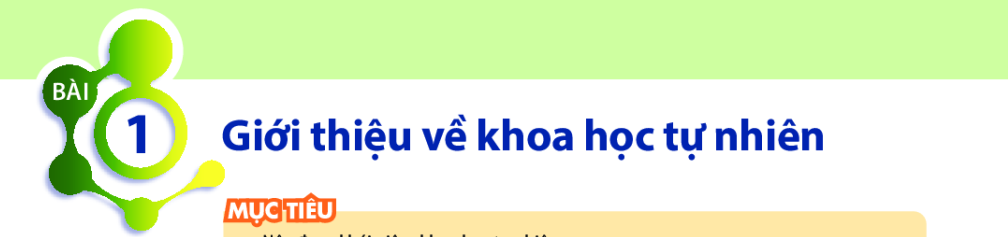 BÀI
1
Giới thiệu về khoa học tự nhiên
MỤC TIÊU